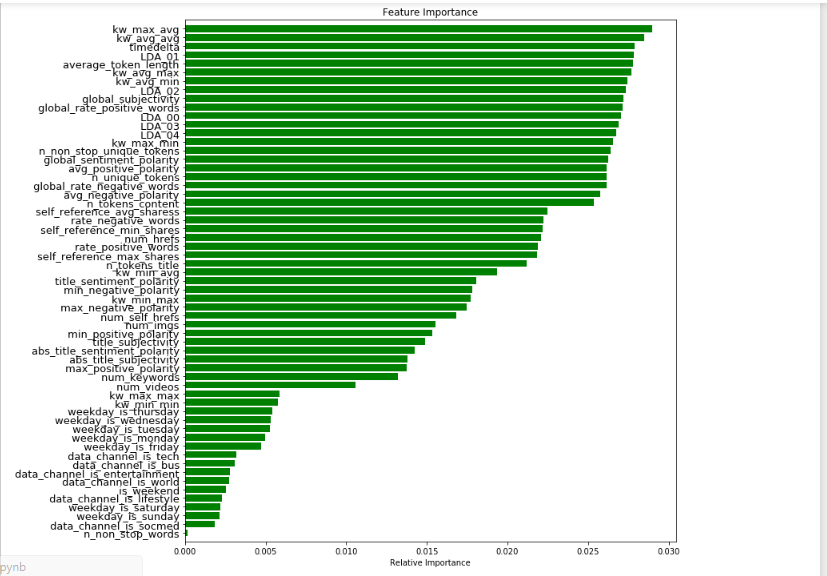 Feature Importance
kw_max_avg
kw_avg_avg
timedelta
LDA_01
average_token_length
kw_avg_max
kw_avg_min
LDA_02
global_subjectivity
global_rate_positive_words
LDA_00
LDA_03
LDA_04
kw_max_min
n_non_stop_unique_tokens
global_sentiment_polarity
avg_positive_polarity
n_unique_tokens
global_rate_negative_words
avg_negative_polarity
n_tokens_content
self_reference_avg_sharess
rate_negative_words
self_reference_min_shares
num_hrefs
rate_positive_words
self_reference_max_shares
n_tokens_title
kw_min_avg
title_sentiment_polarity
min_negative_polarity
kw_min_max
max_negative_polarity
num_self_hrefs
num_imgs
min_positive_polarity
title_subjectivity
abs_title_sentiment_polarity
abs_title_subjectivity
max_positive_polarity
num_keywords
num_videos
kw_max_max
kw_min_min
weekday_is_thursday
weekday_is_wednesday
weekday_is_tuesday
weekday_is_monday
weekday_is_friday
data_channel_is_tech
data_channel_is_bus
data_channel_is_entertainment
data_channel_is_world
is_weekend
data_channel_is_lifestyle
weekday_is_saturday
weekday_is_sunday
data_channel_is_socmed
n_non_stop_words
0.000 0.005 0.010 0.015 0.020 0.025 0.030
Relative Importance
pynb